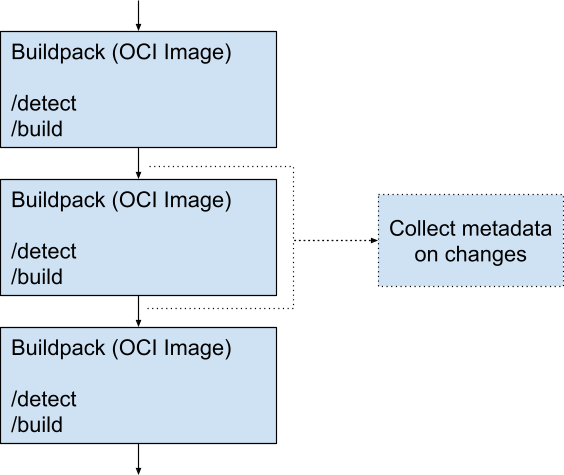 Buildpack (OCI Image)
/detect
/build
Buildpack (OCI Image)
/detect
/build
Collect metadata
on changes
Buildpack (OCI Image)
/detect
/build